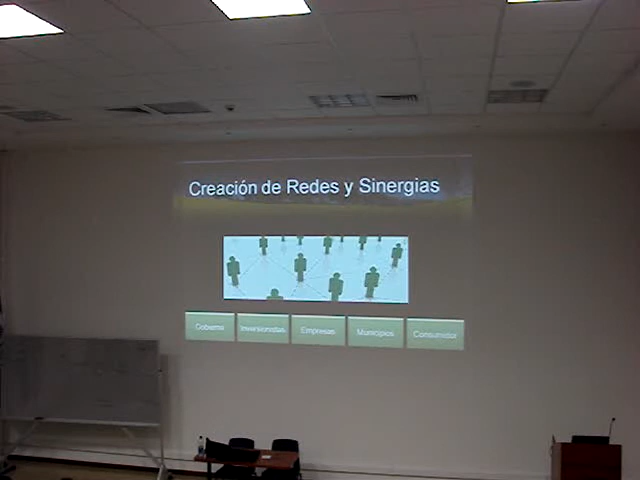 Creación de Redes y Sinergias
Gobierno Inversionistas Empresas Municipios Consumidor